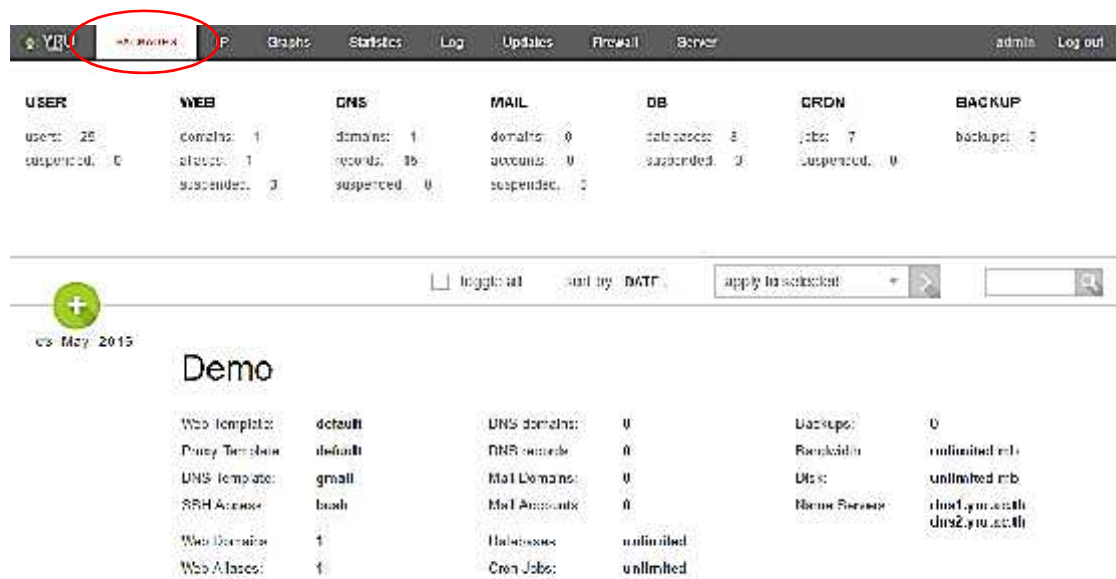 YRU PACKAGES IP Graphs Statistics Log Updates Firewall Server admin Log out
USER WEB DNS MAIL DB CRON BACKUP
users: 25 domains: 1 domains: 1 domains: 0 databases: jobs: 7 backups:
suspended: 0 aliases: 1 records: accounts: 0 suspended: suspended: 0
suspended: suspended: 0 suspended:
toggle all sort by: DATE apply to selected
May 2015
Demo
Web Template: default DNS domains: 0 Backups: 0
Proxy Template: default DNS records: 0 Bandwidth: unlimited mb
DNS Template: gmail Mail Domains: 0 Disk: unlimited mb
SSH Access: bash Mail Accounts: 0 Name Servers:
Web Domains: 1 Databases: unlimited
Web Aliases: 1 Cron Jobs: unlimited